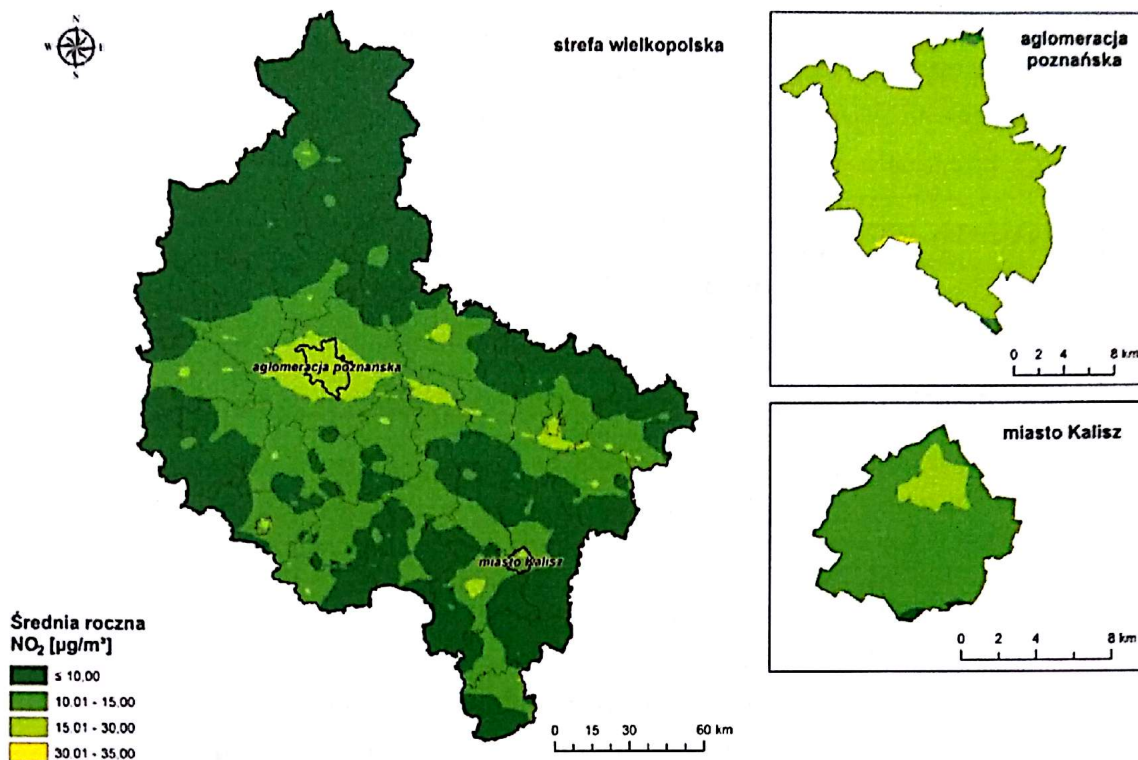 N
W E
S
strefa wielkopolska
aglomeracja poznańska
miasto Kalisz
Średnia roczna
NO₂ [µg/m³]
≤ 10,00
10.01 - 15.00
15.01 - 30.00
30.01 - 35.00
0 15 30 60 km
aglomeracja
poznańska
0 2 4 8 km
miasto Kalisz
0 2 4 8 km